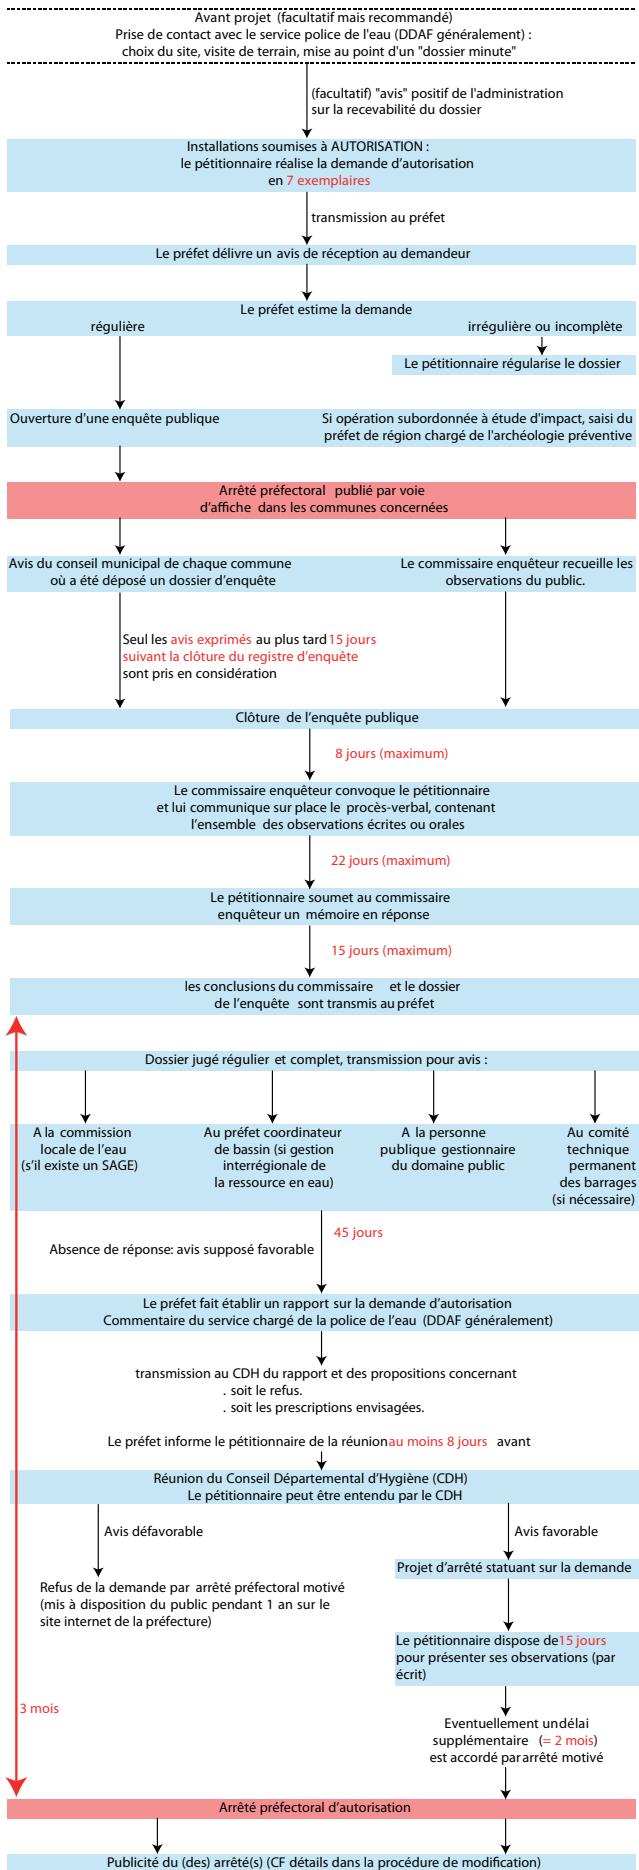 Avant projet (facultatif mais recommandé)
Prise de contact avec le service police de l'eau (DDAF généralement) :
choix du site, visite de terrain, mise au point d'un "dossier minute"
(facultatif) "avis" positif de l'administration
sur la recevabilité du dossier
Installations soumises à AUTORISATION :
le pétitionnaire réalise la demande d'autorisation
en 7 exemplaires
transmission au préfet
Le préfet délivre un avis de réception au demandeur
Le préfet estime la demande
régulière
irrégulière ou incomplète
Le pétitionnaire régularise le dossier
Ouverture d'une enquête publique
Si opération subordonnée à étude d'impact, saisi du
préfet de région chargé de l'archéologie préventive
Arrêté préfectoral publié par voie
d'affiche dans les communes concernées
Avis du conseil municipal de chaque commune
où a été déposé un dossier d'enquête
Le commissaire enquêteur recueille les
observations du public.
Seul les avis exprimés au plus tard 15 jours
suivant la clôture du registre d'enquête
sont pris en considération
Clôture de l'enquête publique
8 jours (maximum)
Le commissaire enquêteur convoque le pétitionnaire
et lui communique sur place le procès-verbal, contenant
l'ensemble des observations écrites ou orales
22 jours (maximum)
Le pétitionnaire soumet au commissaire
enquêteur un mémoire en réponse
15 jours (maximum)
les conclusions du commissaire et le dossier
de l'enquête sont transmis au préfet
Dossier jugé régulier et complet, transmission pour avis :
A la commission
locale de l'eau
(s'il existe un SAGE)
Au préfet coordinateur
de bassin (si gestion
interrégionale de
la ressource en eau)
A la personne
publique gestionnaire
du domaine public
Au comité
technique
permanent
des barrages
(si nécessaire)
45 jours
Absence de réponse: avis supposé favorable
Le préfet fait établir un rapport sur la demande d'autorisation
Commentaire du service chargé de la police de l'eau (DDAF généralement)
transmission au CDH du rapport et des propositions concernant
. soit le refus.
. soit les prescriptions envisagées.
Le préfet informe le pétitionnaire de la réunion au moins 8 jours avant
Réunion du Conseil Départemental d'Hygiène (CDH)
Le pétitionnaire peut être entendu par le CDH
Avis défavorable
Avis favorable
Refus de la demande par arrêté préfectoral motivé
(mis à disposition du public pendant 1 an sur le
site internet de la préfecture)
Projet d'arrêté statuant sur la demande
Le pétitionnaire dispose de 15 jours
pour présenter ses observations (par
écrit)
3 mois
Eventuellement un délai
supplémentaire (= 2 mois)
est accordé par arrêté motivé
Arrêté préfectoral d'autorisation
Publicité du (des) arrêté(s) (CF détails dans la procédure de modification)